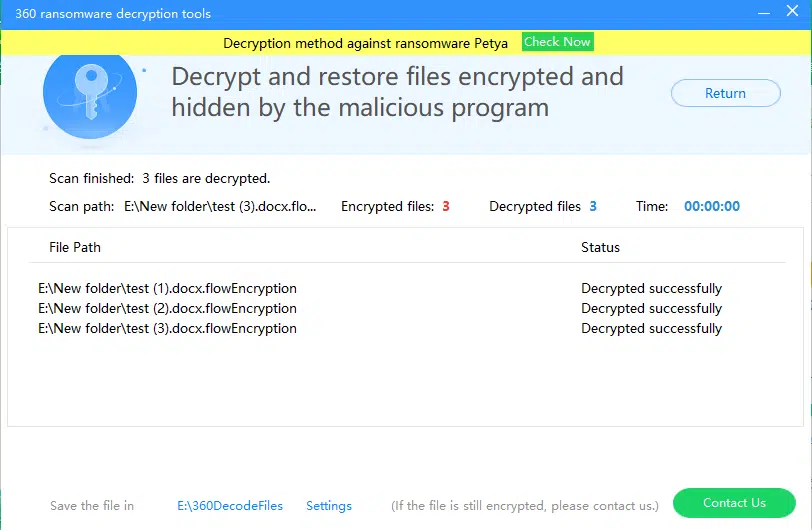 360 ransomware decryption tools
Decryption method against ransomware Petya Check Now
Decrypt and restore files encrypted and
hidden by the malicious program
Return
Scan finished: 3 files are decrypted.
Scan path: E:\New folder\test (3).docx.flo... Encrypted files: 3 Decrypted files 3 Time: 00:00:00
File Path Status
E:\New folder\test (1).docx.flowEncryption Decrypted successfully
E:\New folder\test (2).docx.flowEncryption Decrypted successfully
E:\New folder\test (3).docx.flowEncryption Decrypted successfully
Save the file in E:\360DecodeFiles Settings (If the file is still encrypted, please contact us.) Contact Us